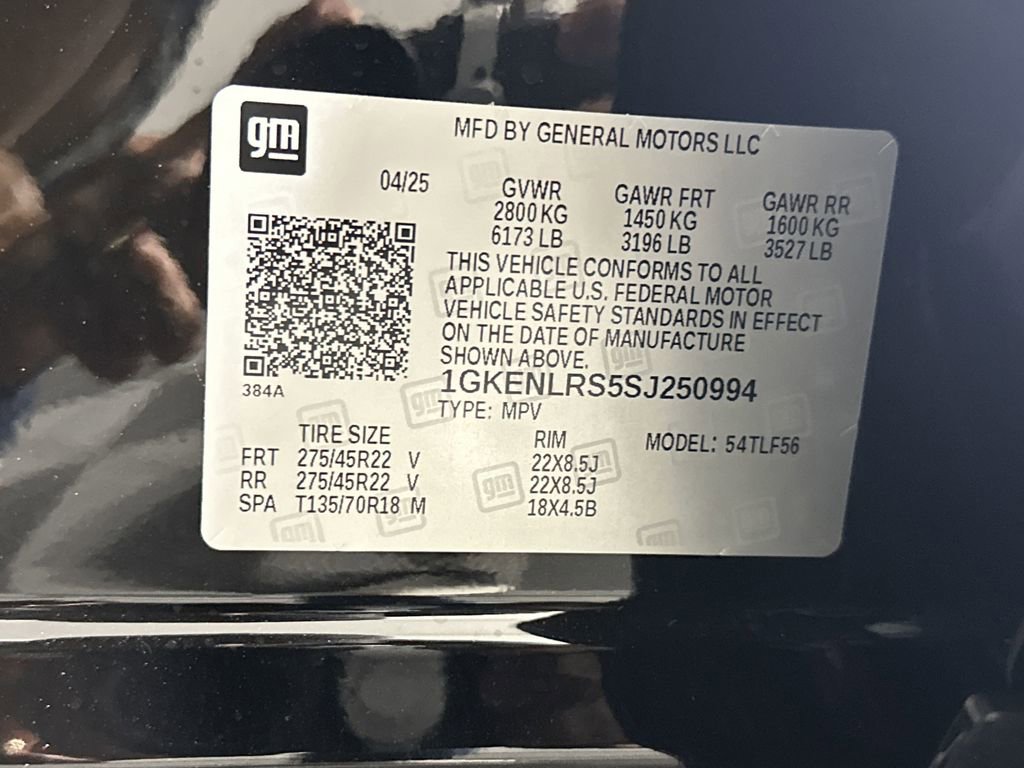 gm
MFD BY GENERAL MOTORS LLC
04/25 GVWR GAWR FRT GAWR RR
2800 KG 1450 KG 1600 KG
6173 LB 3196 LB 3527 LB
THIS VEHICLE CONFORMS TO ALL
APPLICABLE U.S. FEDERAL MOTOR
VEHICLE SAFETY STANDARDS IN EFFECT
ON THE DATE OF MANUFACTURE
SHOWN ABOVE.
384A
1GKENLRS5SJ250994
TYPE: MPV
TIRE SIZE RIM MODEL: 54TLF56
FRT 275/45R22 V 22X8.5J
RR 275/45R22 V 22X8.5J
SPA T135/70R18 M 18X4.5B